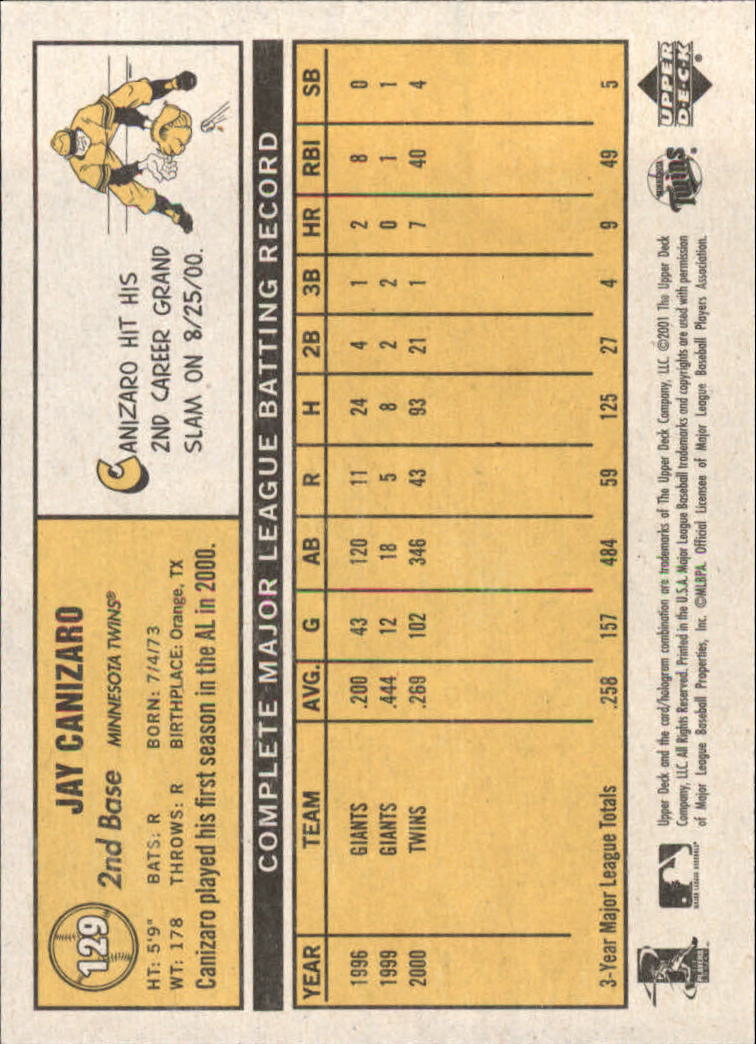 129
JAY CANIZARO
2nd Base MINNESOTA TWINS®
HT: 5'9" BATS: R BORN: 7/4/73
WT: 178 THROWS: R BIRTHPLACE: Orange, TX
Canizaro played his first season in the AL in 2000.
CANIZARO HIT HIS
2ND CAREER GRAND
SLAM ON 8/25/00.
COMPLETE MAJOR LEAGUE BATTING RECORD
YEAR TEAM AVG. G AB R H 2B 3B HR RBI SB
1996 GIANTS .200 43 120 11 24 4 1 2 8 0
1999 GIANTS .444 12 18 5 8 2 2 0 1 1
2000 TWINS .269 102 346 43 93 21 1 7 40 4
3-Year Major League Totals .258 157 484 59 125 27 4 9 49 5
Upper Deck and the card/hologram combination are trademarks of The Upper Deck Company, LLC. ©2001 The Upper Deck
Company, LLC. All Rights Reserved. Printed in the U.S.A. Major League Baseball trademarks and copyrights are used with permission
of Major League Baseball Properties, Inc. ©MLBPA. Official Licensee of Major League Baseball Players Association.
Twins
UPPER
DECK®